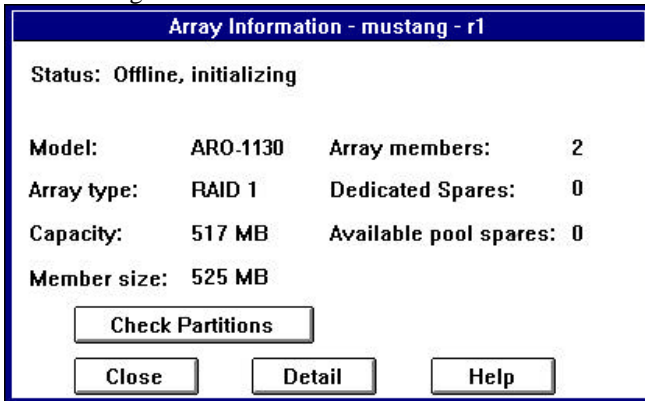 Array Information - mustang - r1
Status: Offline, initializing
Model: ARO-1130 Array members: 2
Array type: RAID 1 Dedicated Spares: 0
Capacity: 517 MB Available pool spares: 0
Member size: 525 MB
Check Partitions
Close Detail Help